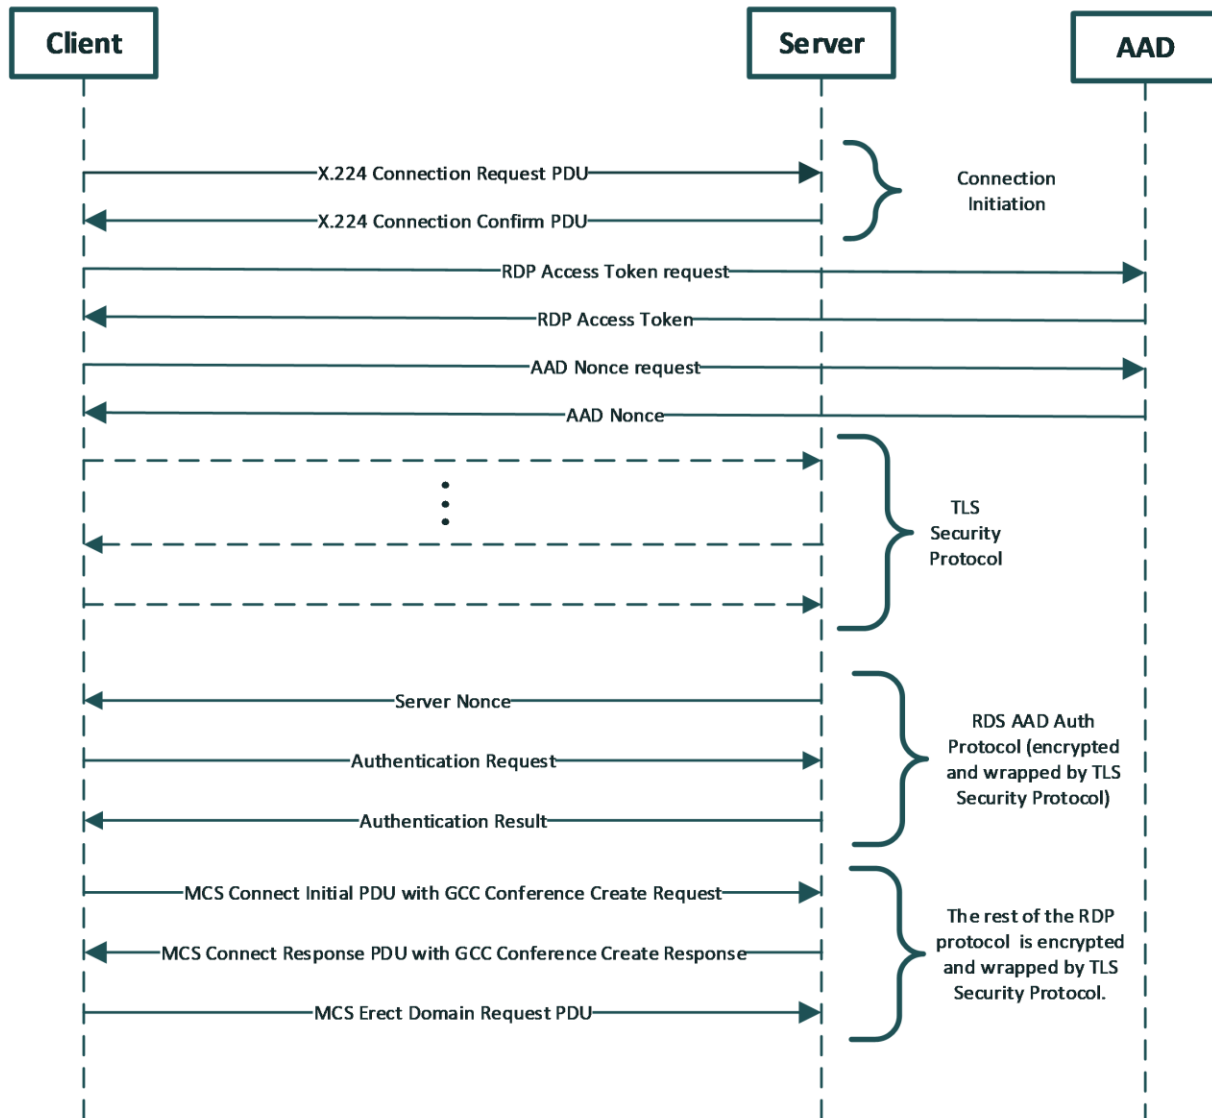 Client
Server
AAD
X.224 Connection Request PDU
Connection
Initiation
X.224 Connection Confirm PDU
RDP Access Token request
RDP Access Token
AAD Nonce request
AAD Nonce
TLS
Security
Protocol
Server Nonce
RDS AAD Auth
Protocol (encrypted
and wrapped by TLS
Security Protocol)
Authentication Request
Authentication Result
MCS Connect Initial PDU with GCC Conference Create Request
The rest of the RDP
protocol is encrypted
and wrapped by TLS
Security Protocol.
MCS Connect Response PDU with GCC Conference Create Response
MCS Erect Domain Request PDU